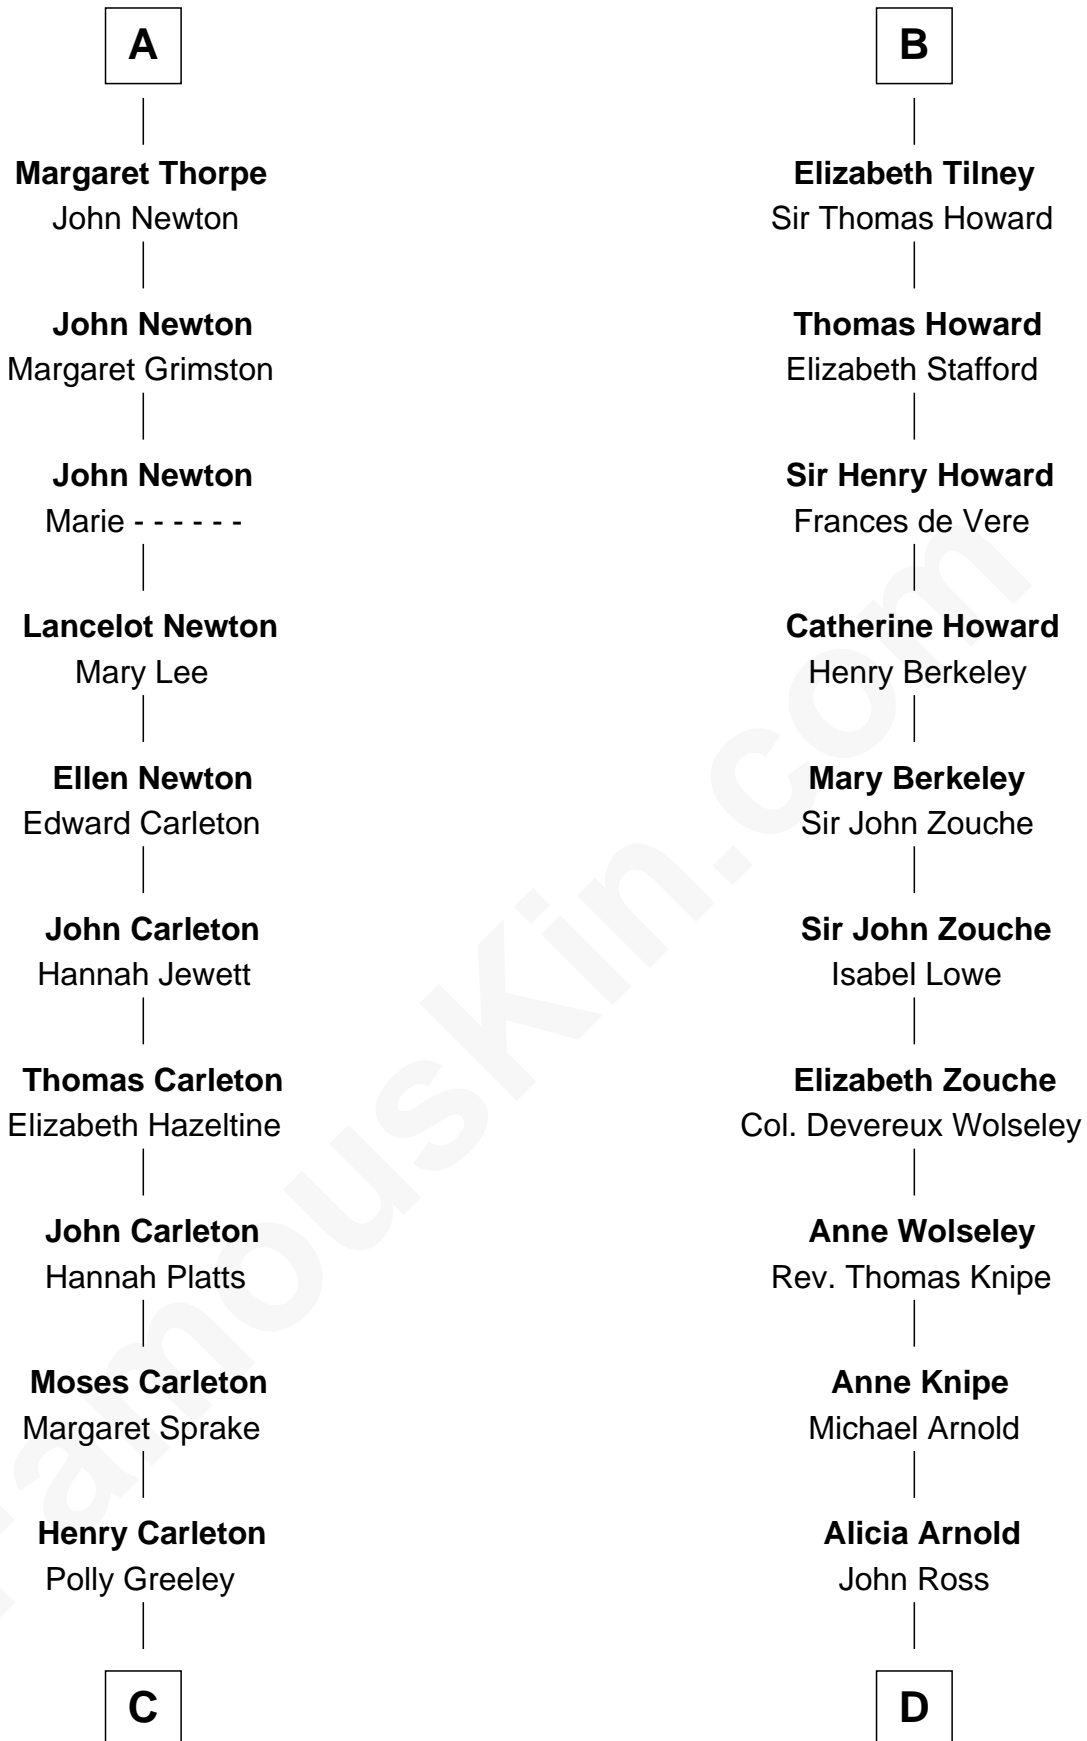 A
Margaret Thorpe
John Newton
John Newton
Margaret Grimston
John Newton
Marie - - - - - -
Lancelot Newton
Mary Lee
Ellen Newton
Edward Carleton
John Carleton
Hannah Jewett
Thomas Carleton
Elizabeth Hazeltine
John Carleton
Hannah Platts
Moses Carleton
Margaret Sprake
Henry Carleton
Polly Greeley
C
B
Elizabeth Tilney
Sir Thomas Howard
Thomas Howard
Elizabeth Stafford
Sir Henry Howard
Frances de Vere
Catherine Howard
Henry Berkeley
Mary Berkeley
Sir John Zouche
Sir John Zouche
Isabel Lowe
Elizabeth Zouche
Col. Devereux Wolseley
Anne Wolseley
Rev. Thomas Knipe
Anne Knipe
Michael Arnold
Alicia Arnold
John Ross
D
FamousKin.com